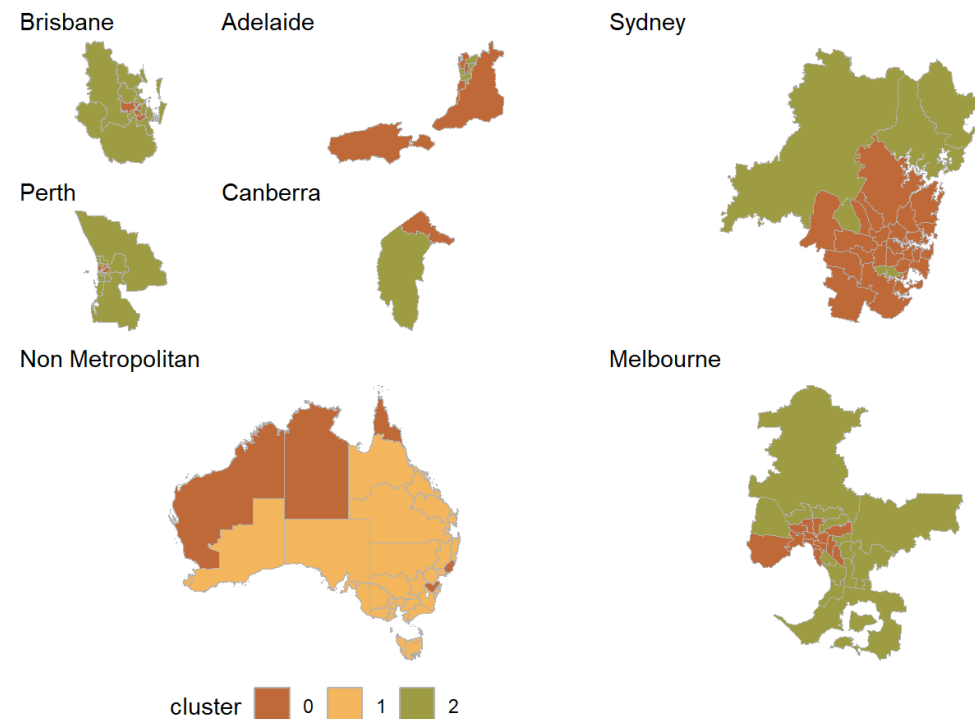 Brisbane
Adelaide
Sydney
Perth
Canberra
Non Metropolitan
Melbourne
cluster 0 1 2